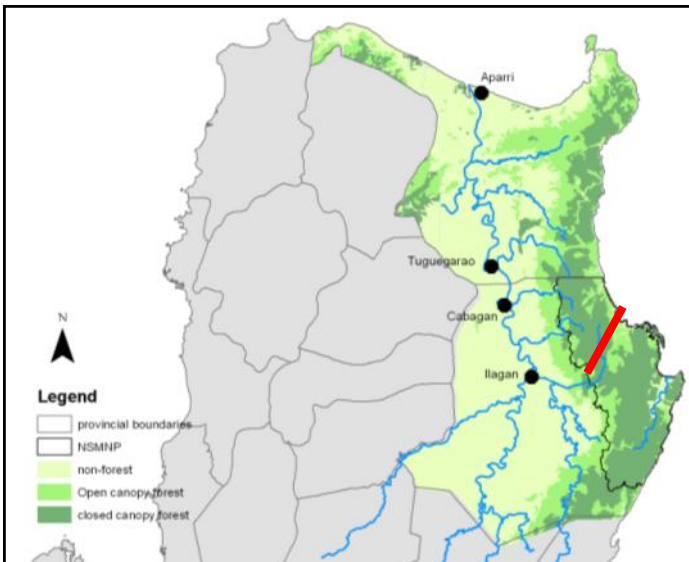 Aparri
Tuguegarao
Cabagan
Ilagan
N
Legend
provincial boundaries
NSMNP
non-forest
Open canopy forest
closed canopy forest